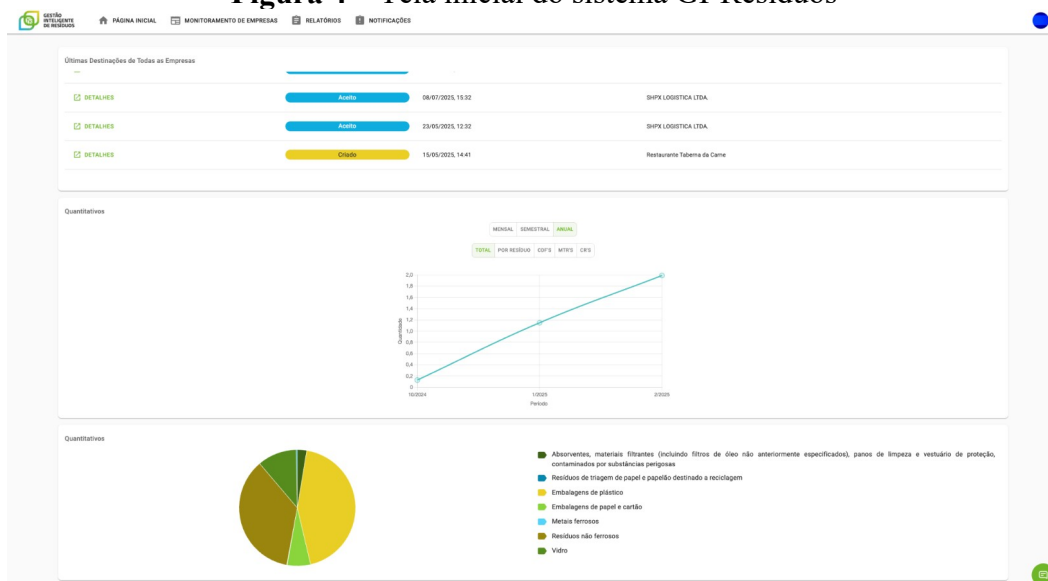 Figura 4 – Tela inicial do sistema GI Resíduos
GESTÃO
INTELIGENTE
DE RESÍDUOS
PÁGINA INICIAL
MONITORAMENTO DE EMPRESAS
RELATÓRIOS
NOTIFICAÇÕES
Últimas Destinações de Todas as Empresas
DETALHES Aceito 08/07/2025, 15:32 SHPX LOGISTICA LTDA.
DETALHES Aceito 23/05/2025, 12:32 SHPX LOGISTICA LTDA.
DETALHES Criado 15/05/2025, 14:41 Restaurante Taberna da Carne
Quantitativos
MENSAL SEMESTRAL ANUAL
TOTAL POR RESÍDUO CDF'S MTR'S CR'S
2,0
1,8
1,6
1,4
1,2
1,0
0,8
0,6
0,4
0,2
0
Quantidade
10/2024 1/2025 2/2025
Período
Quantitativos
Absorventes, materiais filtrantes (incluindo filtros de óleo não anteriormente especificados), panos de limpeza e vestuário de proteção,
contaminados por substâncias perigosas
Resíduos de triagem de papel e papelão destinado a reciclagem
Embalagens de plástico
Embalagens de papel e cartão
Metais ferrosos
Resíduos não ferrosos
Vidro